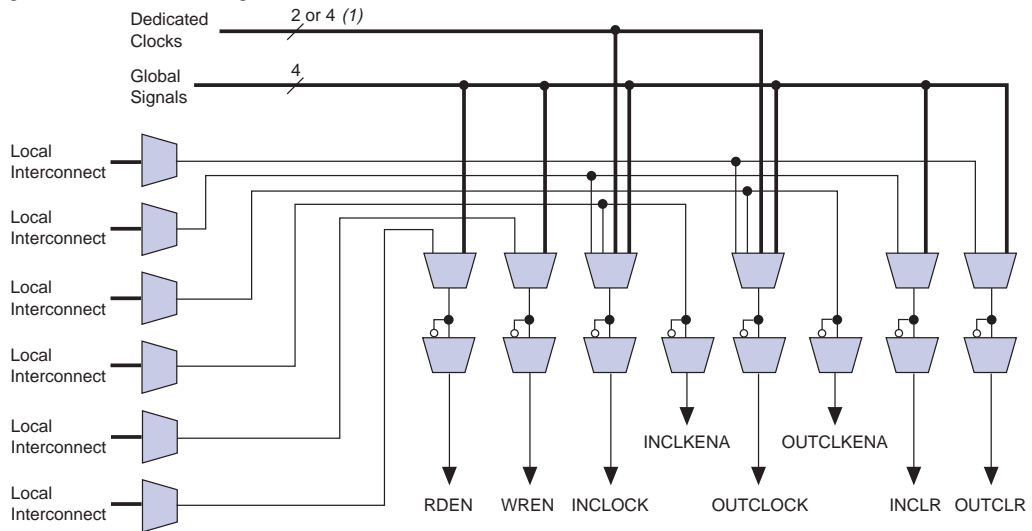 Dedicated
Clocks
2 or 4 (1)
Global
Signals
4
Local
Interconnect
Local
Interconnect
Local
Interconnect
Local
Interconnect
Local
Interconnect
Local
Interconnect
INCLKENA
OUTCLKENA
RDEN
WREN
INCLOCK
OUTCLOCK
INCLR
OUTCLR